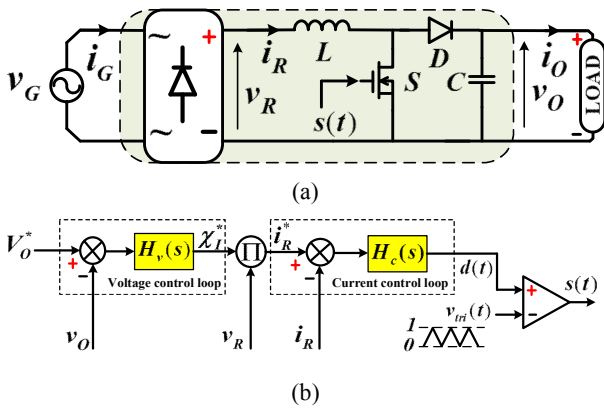 i_G
v_G
~
~
+
-
i_R
v_R
L
D
S
s(t)
C
i_O
v_O
+
-
LOAD
(a)
V_O^*
+
-
H_v(s)
χ_I^*
Π
i_R^*
+
-
H_c(s)
d(t)
Voltage control loop
Current control loop
v_O
v_R
i_R
v_tri(t)
1
0
+
-
s(t)
(b)